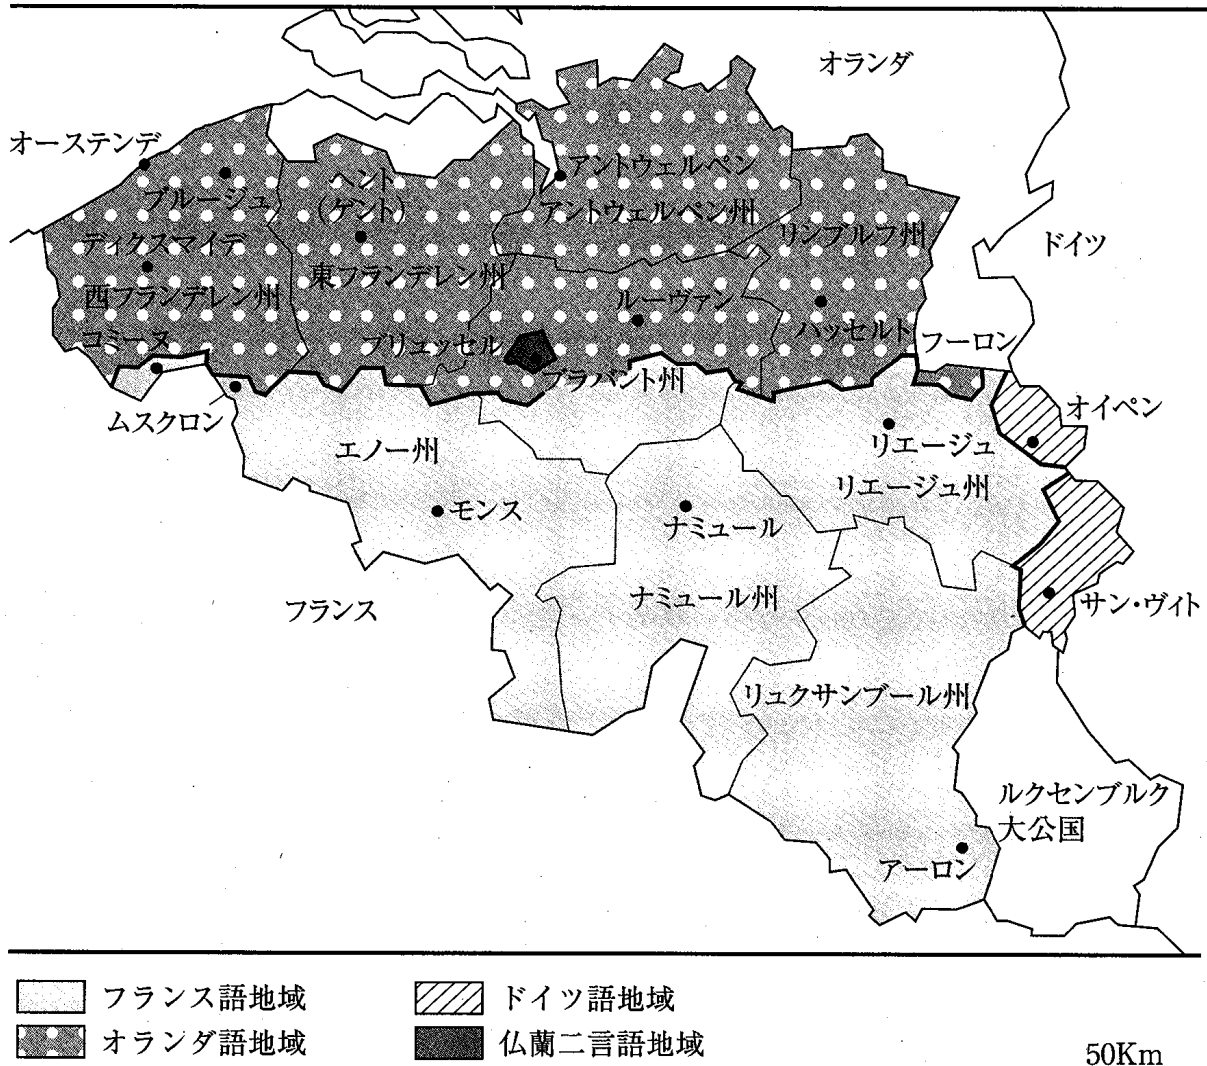 オランダ
オーステンデ
アントウェルペン
ヘント
(ゲント)
ブルージュ
アントウェルペン州
リンブルフ州
ディクスマイデ
ドイツ
東フランデレン州
西フランデレン州
ルーヴァン
コミーヌ
ブリュッセル
ハッセルト
フーロン
ブラバント州
ムスクロン
オイペン
エノー州
リエージュ
リエージュ州
モンス
ナミュール
フランス
ナミュール州
サン・ヴィト
リュクサンブール州
ルクセンブルク
大公国
アーロン
フランス語地域
ドイツ語地域
オランダ語地域
仏蘭二言語地域
50Km